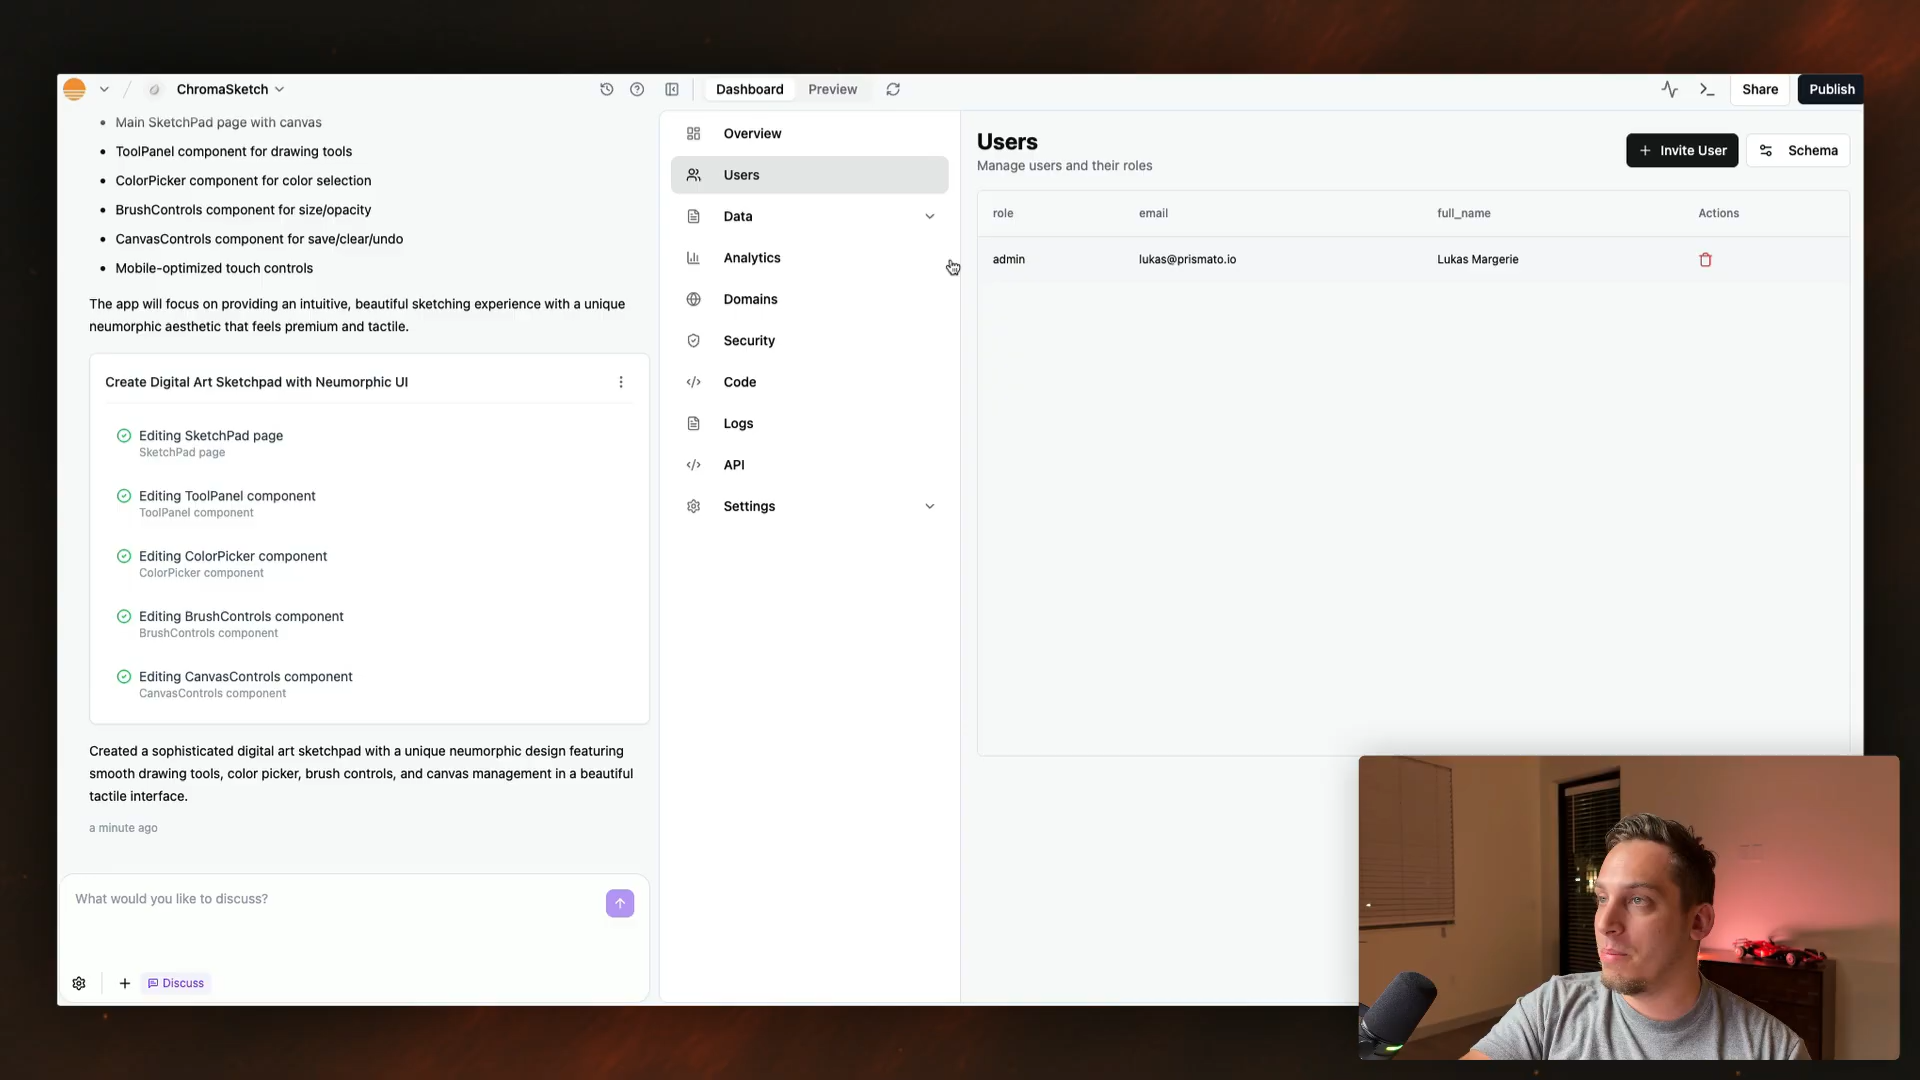 ChromaSketch
Dashboard
Preview
Share
Publish
Main SketchPad page with canvas
ToolPanel component for drawing tools
ColorPicker component for color selection
BrushControls component for size/opacity
CanvasControls component for save/clear/undo
Mobile-optimized touch controls
The app will focus on providing an intuitive, beautiful sketching experience with a unique
neumorphic aesthetic that feels premium and tactile.
Create Digital Art Sketchpad with Neumorphic UI
Editing SketchPad page
SketchPad page
Editing ToolPanel component
ToolPanel component
Editing ColorPicker component
ColorPicker component
Editing BrushControls component
BrushControls component
Editing CanvasControls component
CanvasControls component
Created a sophisticated digital art sketchpad with a unique neumorphic design featuring
smooth drawing tools, color picker, brush controls, and canvas management in a beautiful
tactile interface.
a minute ago
What would you like to discuss?
Discuss
Overview
Users
Data
Analytics
Domains
Security
Code
Logs
API
Settings
Users
Manage users and their roles
Invite User
Schema
role email full_name Actions
admin lukas@prismato.io Lukas Margerie